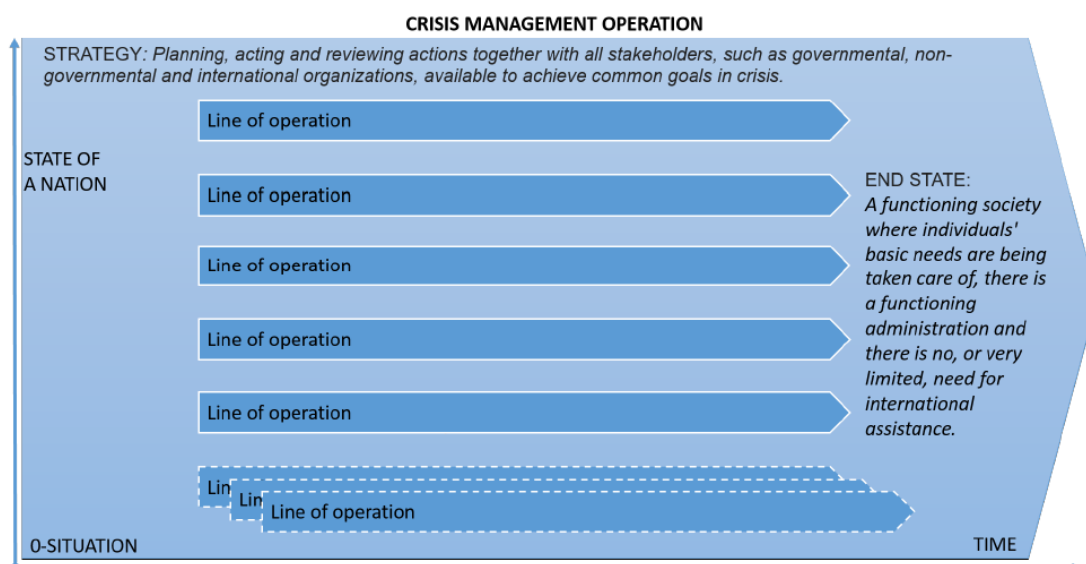 CRISIS MANAGEMENT OPERATION
STRATEGY: Planning, acting and reviewing actions together with all stakeholders, such as governmental, non-
governmental and international organizations, available to achieve common goals in crisis.
Line of operation
STATE OF
A NATION
Line of operation
END STATE:
A functioning society
where individuals'
basic needs are being
taken care of, there is
a functioning
administration and
there is no, or very
limited, need for
international
assistance.
Line of operation
Line of operation
Line of operation
Lin
Lin
Line of operation
0-SITUATION
TIME